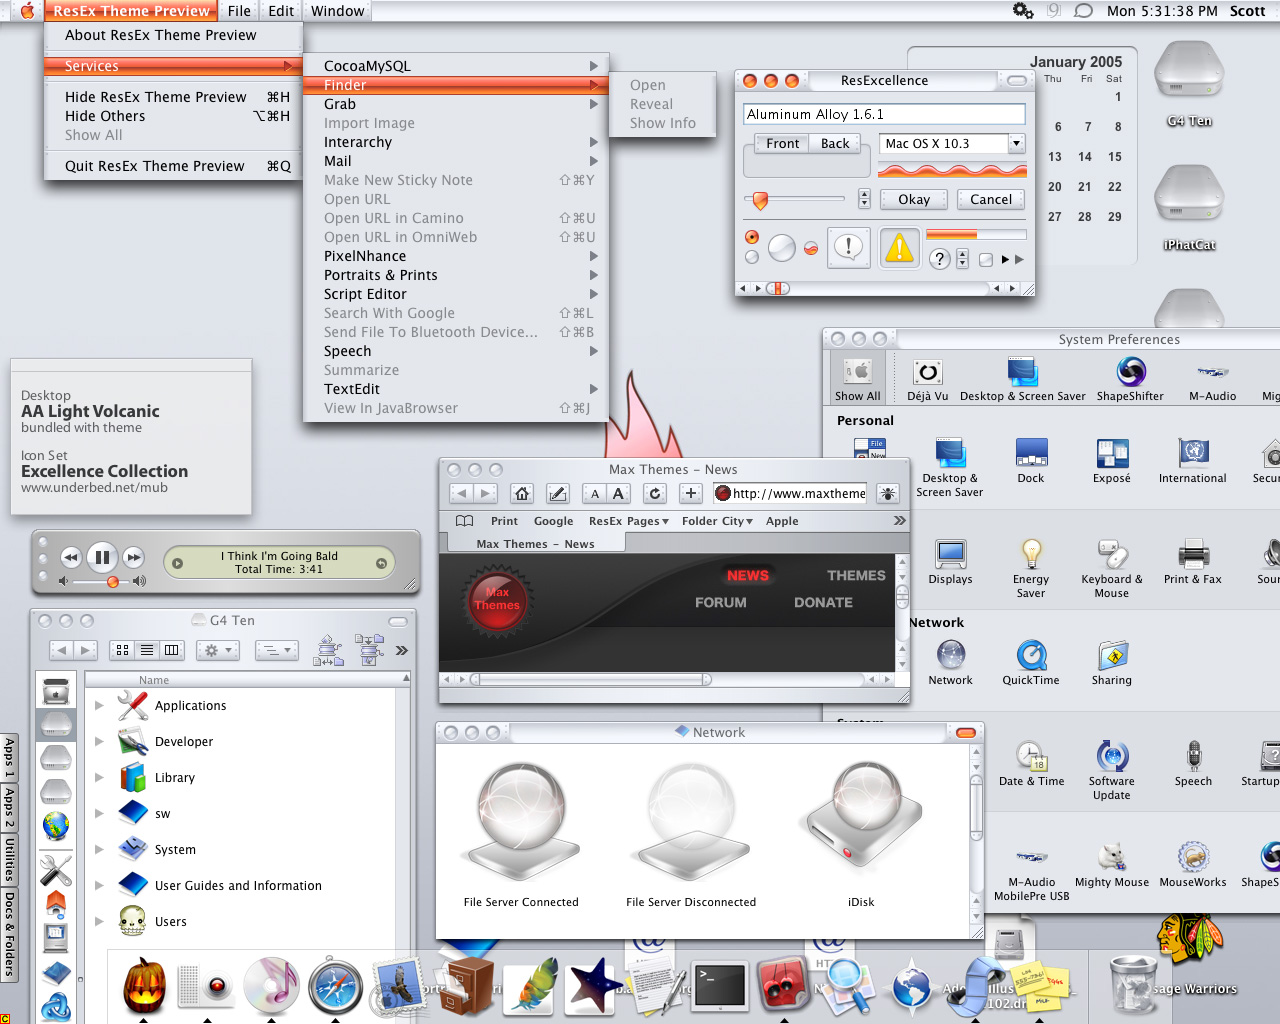 ResEx Theme Preview File Edit Window
Mon 5:31:38 PM Scott
About ResEx Theme Preview
Services
Hide ResEx Theme Preview ⌘H
Hide Others ⌥⌘H
Show All
Quit ResEx Theme Preview ⌘Q
CocoaMySQL
Finder
Grab
Import Image
Interarchy
Mail
Make New Sticky Note ⇧⌘Y
Open URL
Open URL in Camino ⇧⌘U
Open URL in OmniWeb ⇧⌘U
PixelNhance
Portraits & Prints
Script Editor
Search With Google ⇧⌘L
Send File To Bluetooth Device... ⇧⌘B
Speech
Summarize
TextEdit
View In JavaBrowser ⇧⌘J
Open
Reveal
Show Info
ResExcellence
Aluminum Alloy 1.6.1
Front Back
Mac OS X 10.3
Okay Cancel
?
January 2005
Thu Fri Sat
1
6 7 8
13 14 15
20 21 22
27 28 29
G4 Ten
iPhatCat
Desktop
AA Light Volcanic
bundled with theme
Icon Set
Excellence Collection
www.underbed.net/mub
I Think I'm Going Bald
Total Time: 3:41
G4 Ten
Name
Applications
Developer
Library
sw
System
User Guides and Information
Users
Apps 1
Apps 2
Utilities
Docs & Folders
Max Themes – News
A A
http://www.maxtheme
Print Google ResEx Pages Folder City Apple
Max Themes – News
Max
Themes
NEWS THEMES
FORUM DONATE
Network
File Server Connected
File Server Disconnected
iDisk
System Preferences
Show All
Déjà Vu
Desktop & Screen Saver
ShapeShifter
M-Audio
Mig
Personal
File
New
Desktop &
Screen Saver
Dock
Exposé
International
Secu
Displays
Energy
Saver
Keyboard &
Mouse
Print & Fax
Sou
Network
Network
QuickTime
Sharing
System
18
Date & Time
Software
Update
Speech
Startup
M-Audio
MobilePre USB
Mighty Mouse
MouseWorks
ShapeS
sage Warriors